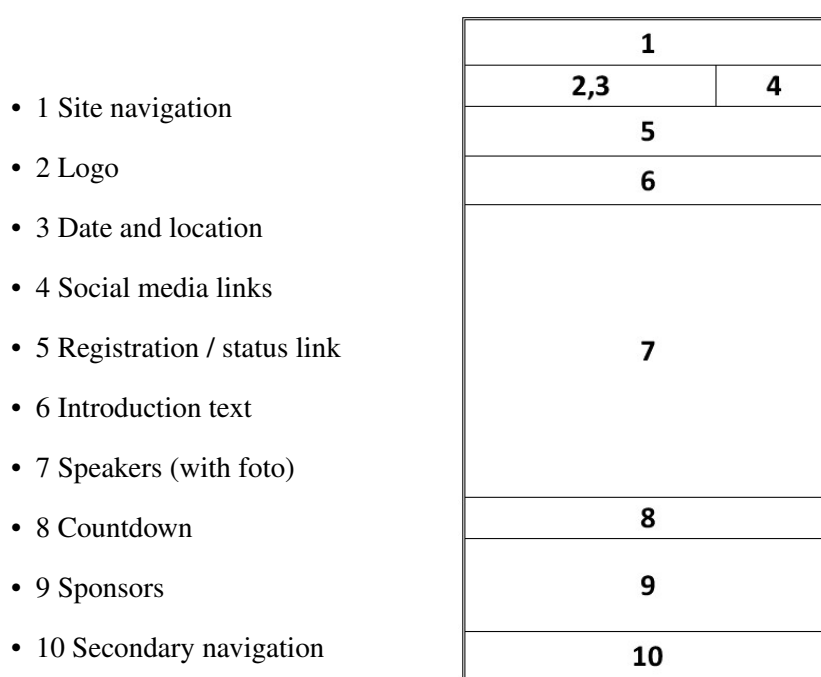 • 1 Site navigation
• 2 Logo
• 3 Date and location
• 4 Social media links
• 5 Registration / status link
• 6 Introduction text
• 7 Speakers (with foto)
• 8 Countdown
• 9 Sponsors
• 10 Secondary navigation
1
2,3 4
5
6
7
8
9
10